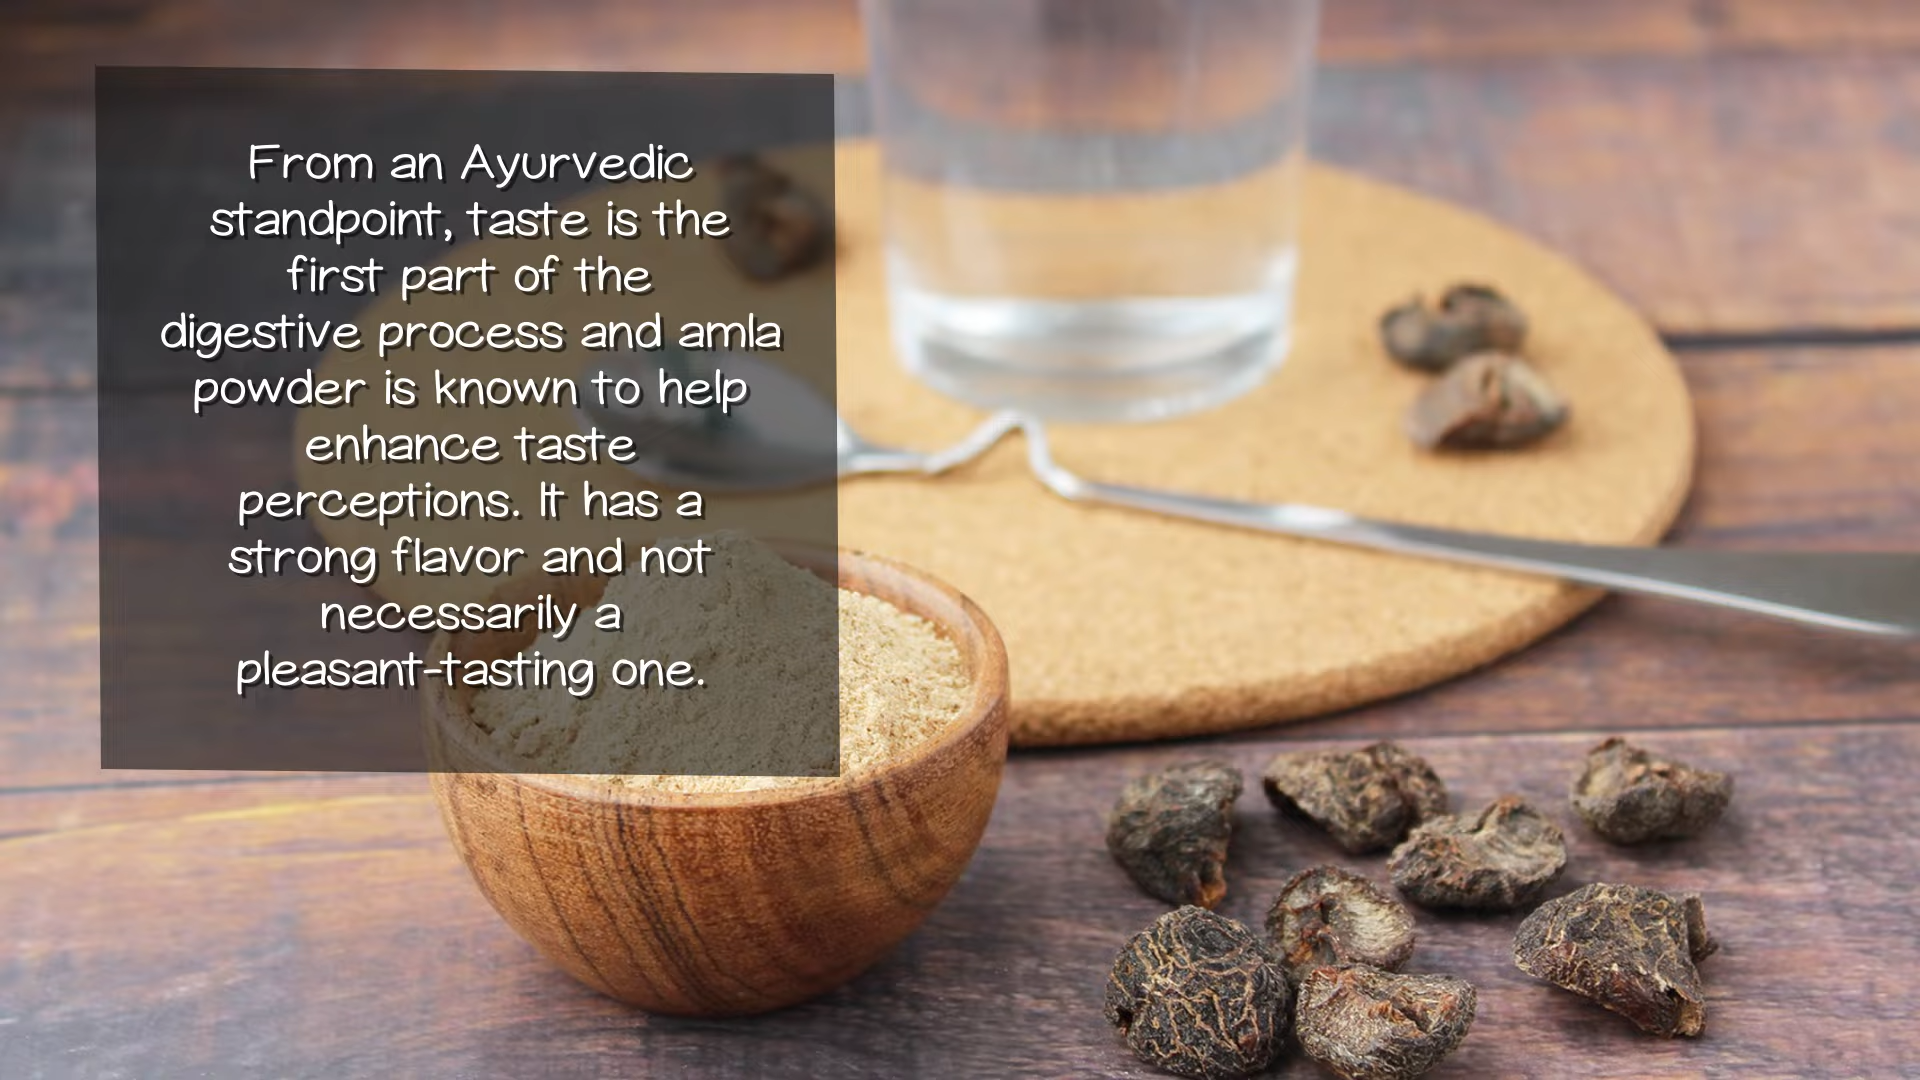 From an Ayurvedic
standpoint, taste is the
first part of the
digestive process and amla
powder is known to help
enhance taste
perceptions. It has a
strong flavor and not
necessarily a
pleasant-tasting one.